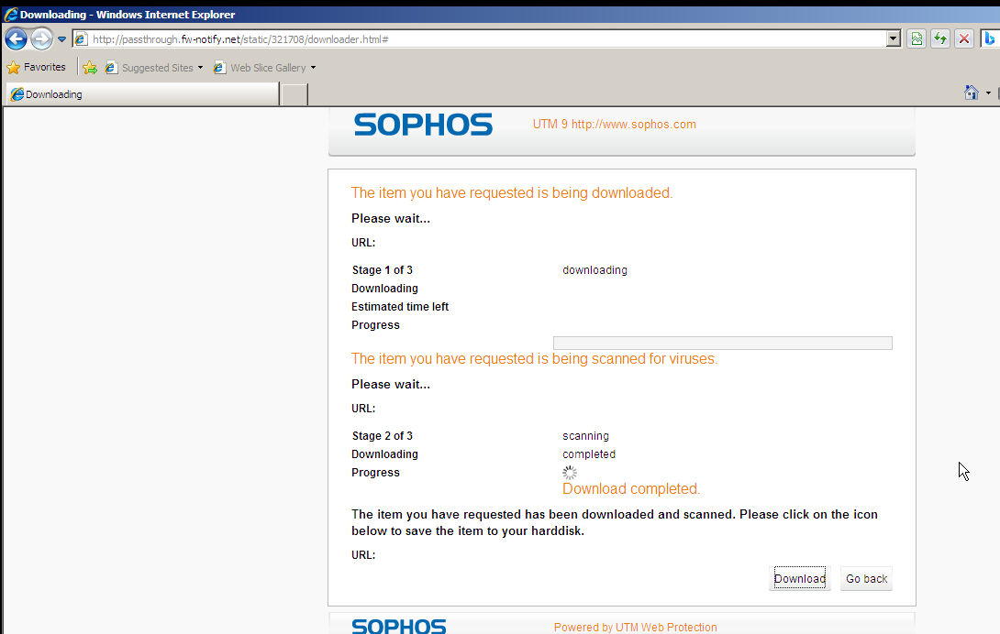 Downloading - Windows Internet Explorer
http://passthrough.fw-notify.net/static/321708/downloader.html#
Favorites Suggested Sites Web Slice Gallery
Downloading
SOPHOS UTM 9 http://www.sophos.com
The item you have requested is being downloaded.
Please wait...
URL:
Stage 1 of 3 downloading
Downloading
Estimated time left
Progress
The item you have requested is being scanned for viruses.
Please wait...
URL:
Stage 2 of 3 scanning
Downloading completed
Progress
Download completed.
The item you have requested has been downloaded and scanned. Please click on the icon
below to save the item to your harddisk.
URL:
Download Go back
SOPHOS Powered by UTM Web Protection